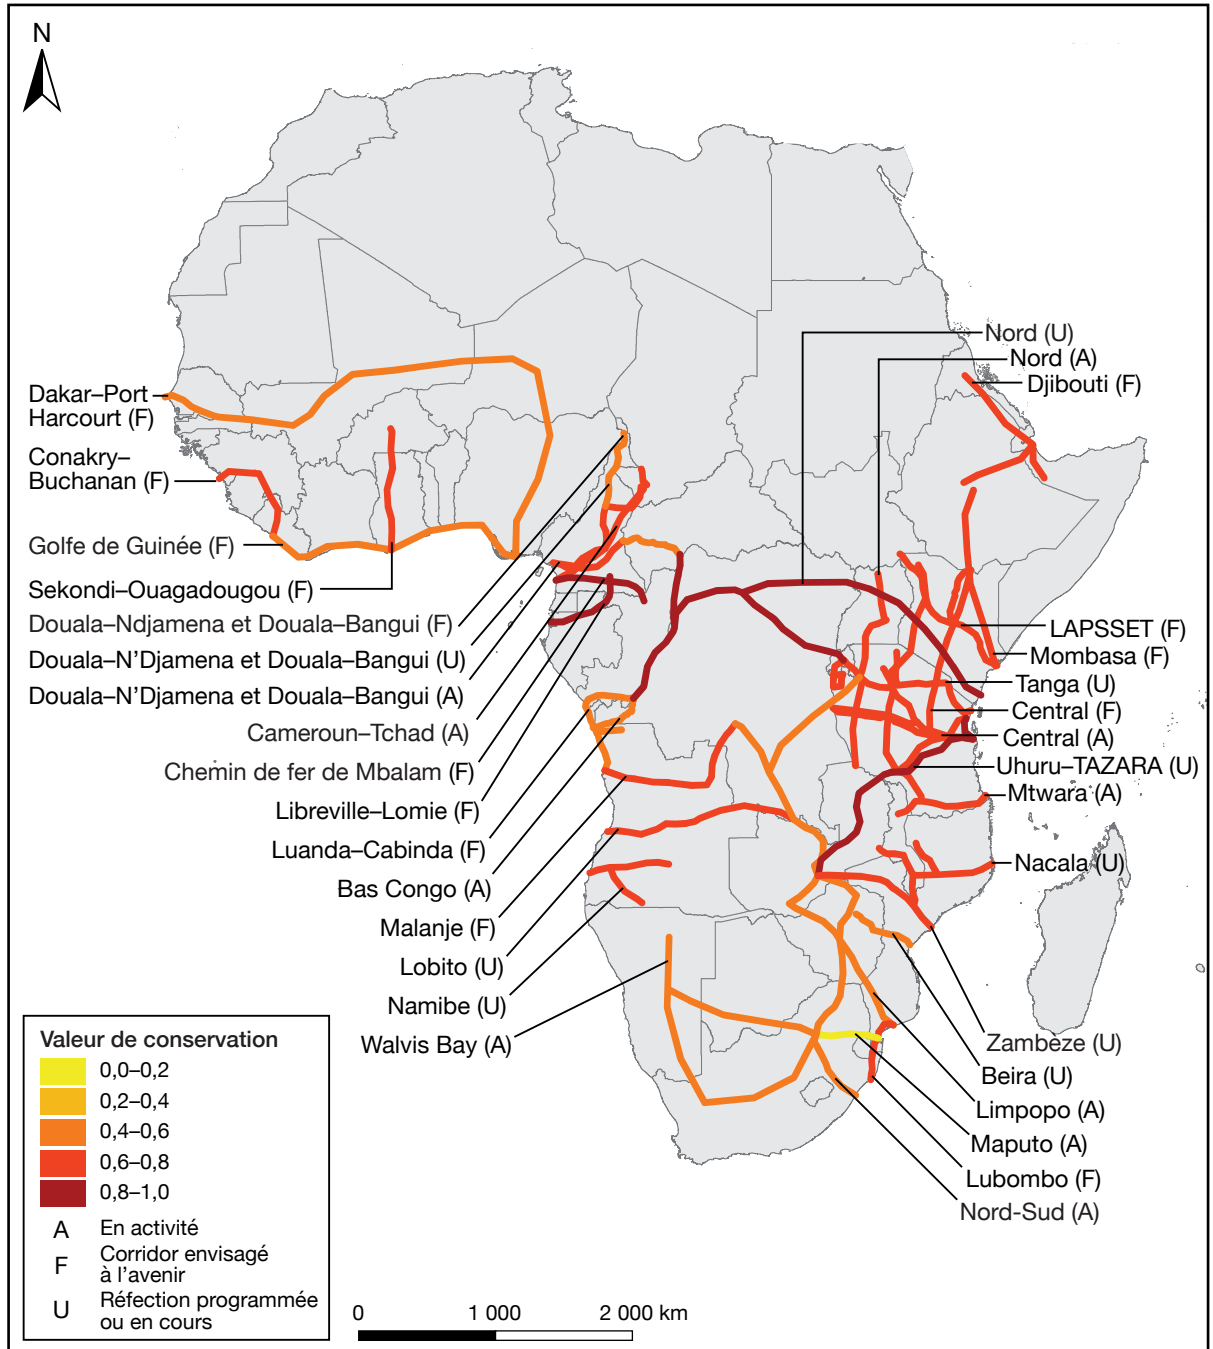 N
Nord (U)
Nord (A)
Djibouti (F)
Dakar–Port
Harcourt (F)
Conakry–
Buchanan (F)
Golfe de Guinée (F)
Sekondi–Ouagadougou (F)
Douala–Ndjamena et Douala–Bangui (F)
Douala–N’Djamena et Douala–Bangui (U)
Douala–N’Djamena et Douala–Bangui (A)
Cameroun–Tchad (A)
Chemin de fer de Mbalam (F)
Libreville–Lomie (F)
Luanda–Cabinda (F)
Bas Congo (A)
Malanje (F)
Lobito (U)
Namibe (U)
Walvis Bay (A)
LAPSSET (F)
Mombasa (F)
Tanga (U)
Central (F)
Central (A)
Uhuru–TAZARA (U)
Mtwara (A)
Nacala (U)
Zambèze (U)
Beira (U)
Limpopo (A)
Maputo (A)
Lubombo (F)
Nord-Sud (A)
Valeur de conservation
0,0–0,2
0,2–0,4
0,4–0,6
0,6–0,8
0,8–1,0
A En activité
F Corridor envisagé
à l’avenir
U Réfection programmée
ou en cours
0 1 000 2 000 km